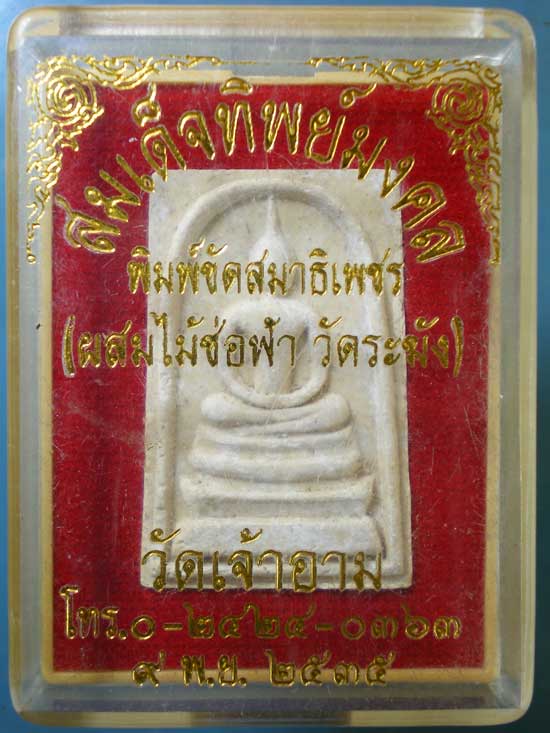 สมเด็จทิพย์มงคล
พิมพ์ขัดสมาธิเพชร
(ผสมไม้ช่อฟ้า วัดระฆัง)
วัดเจ้าอาม
โทร.๐-๒๔๒๔-๐๓๖๓
๙ พ.ย. ๒๕๓๕